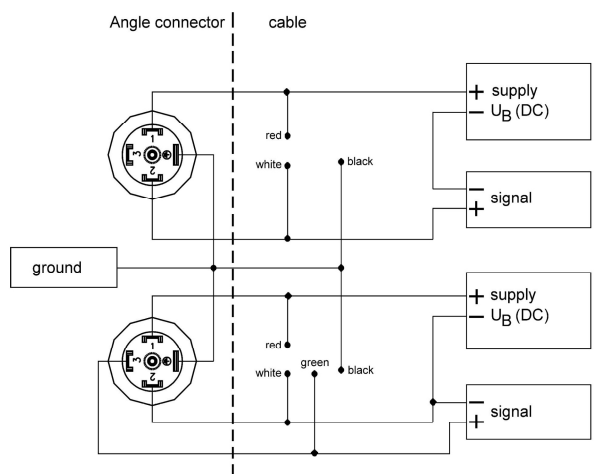 Angle connector
cable
1
3
2
red
white
black
+ supply
− U_B (DC)
−
signal
+
ground
1
3
2
red
green
white
black
+ supply
− U_B (DC)
−
signal
+